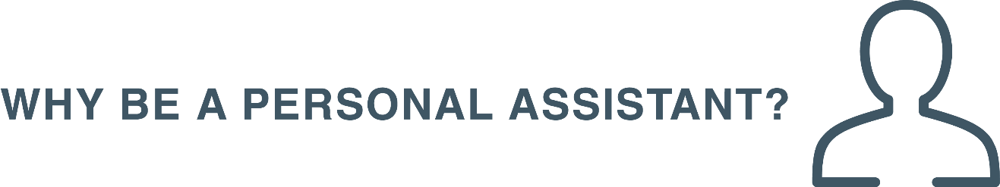 WHY BE A PERSONAL ASSISTANT?